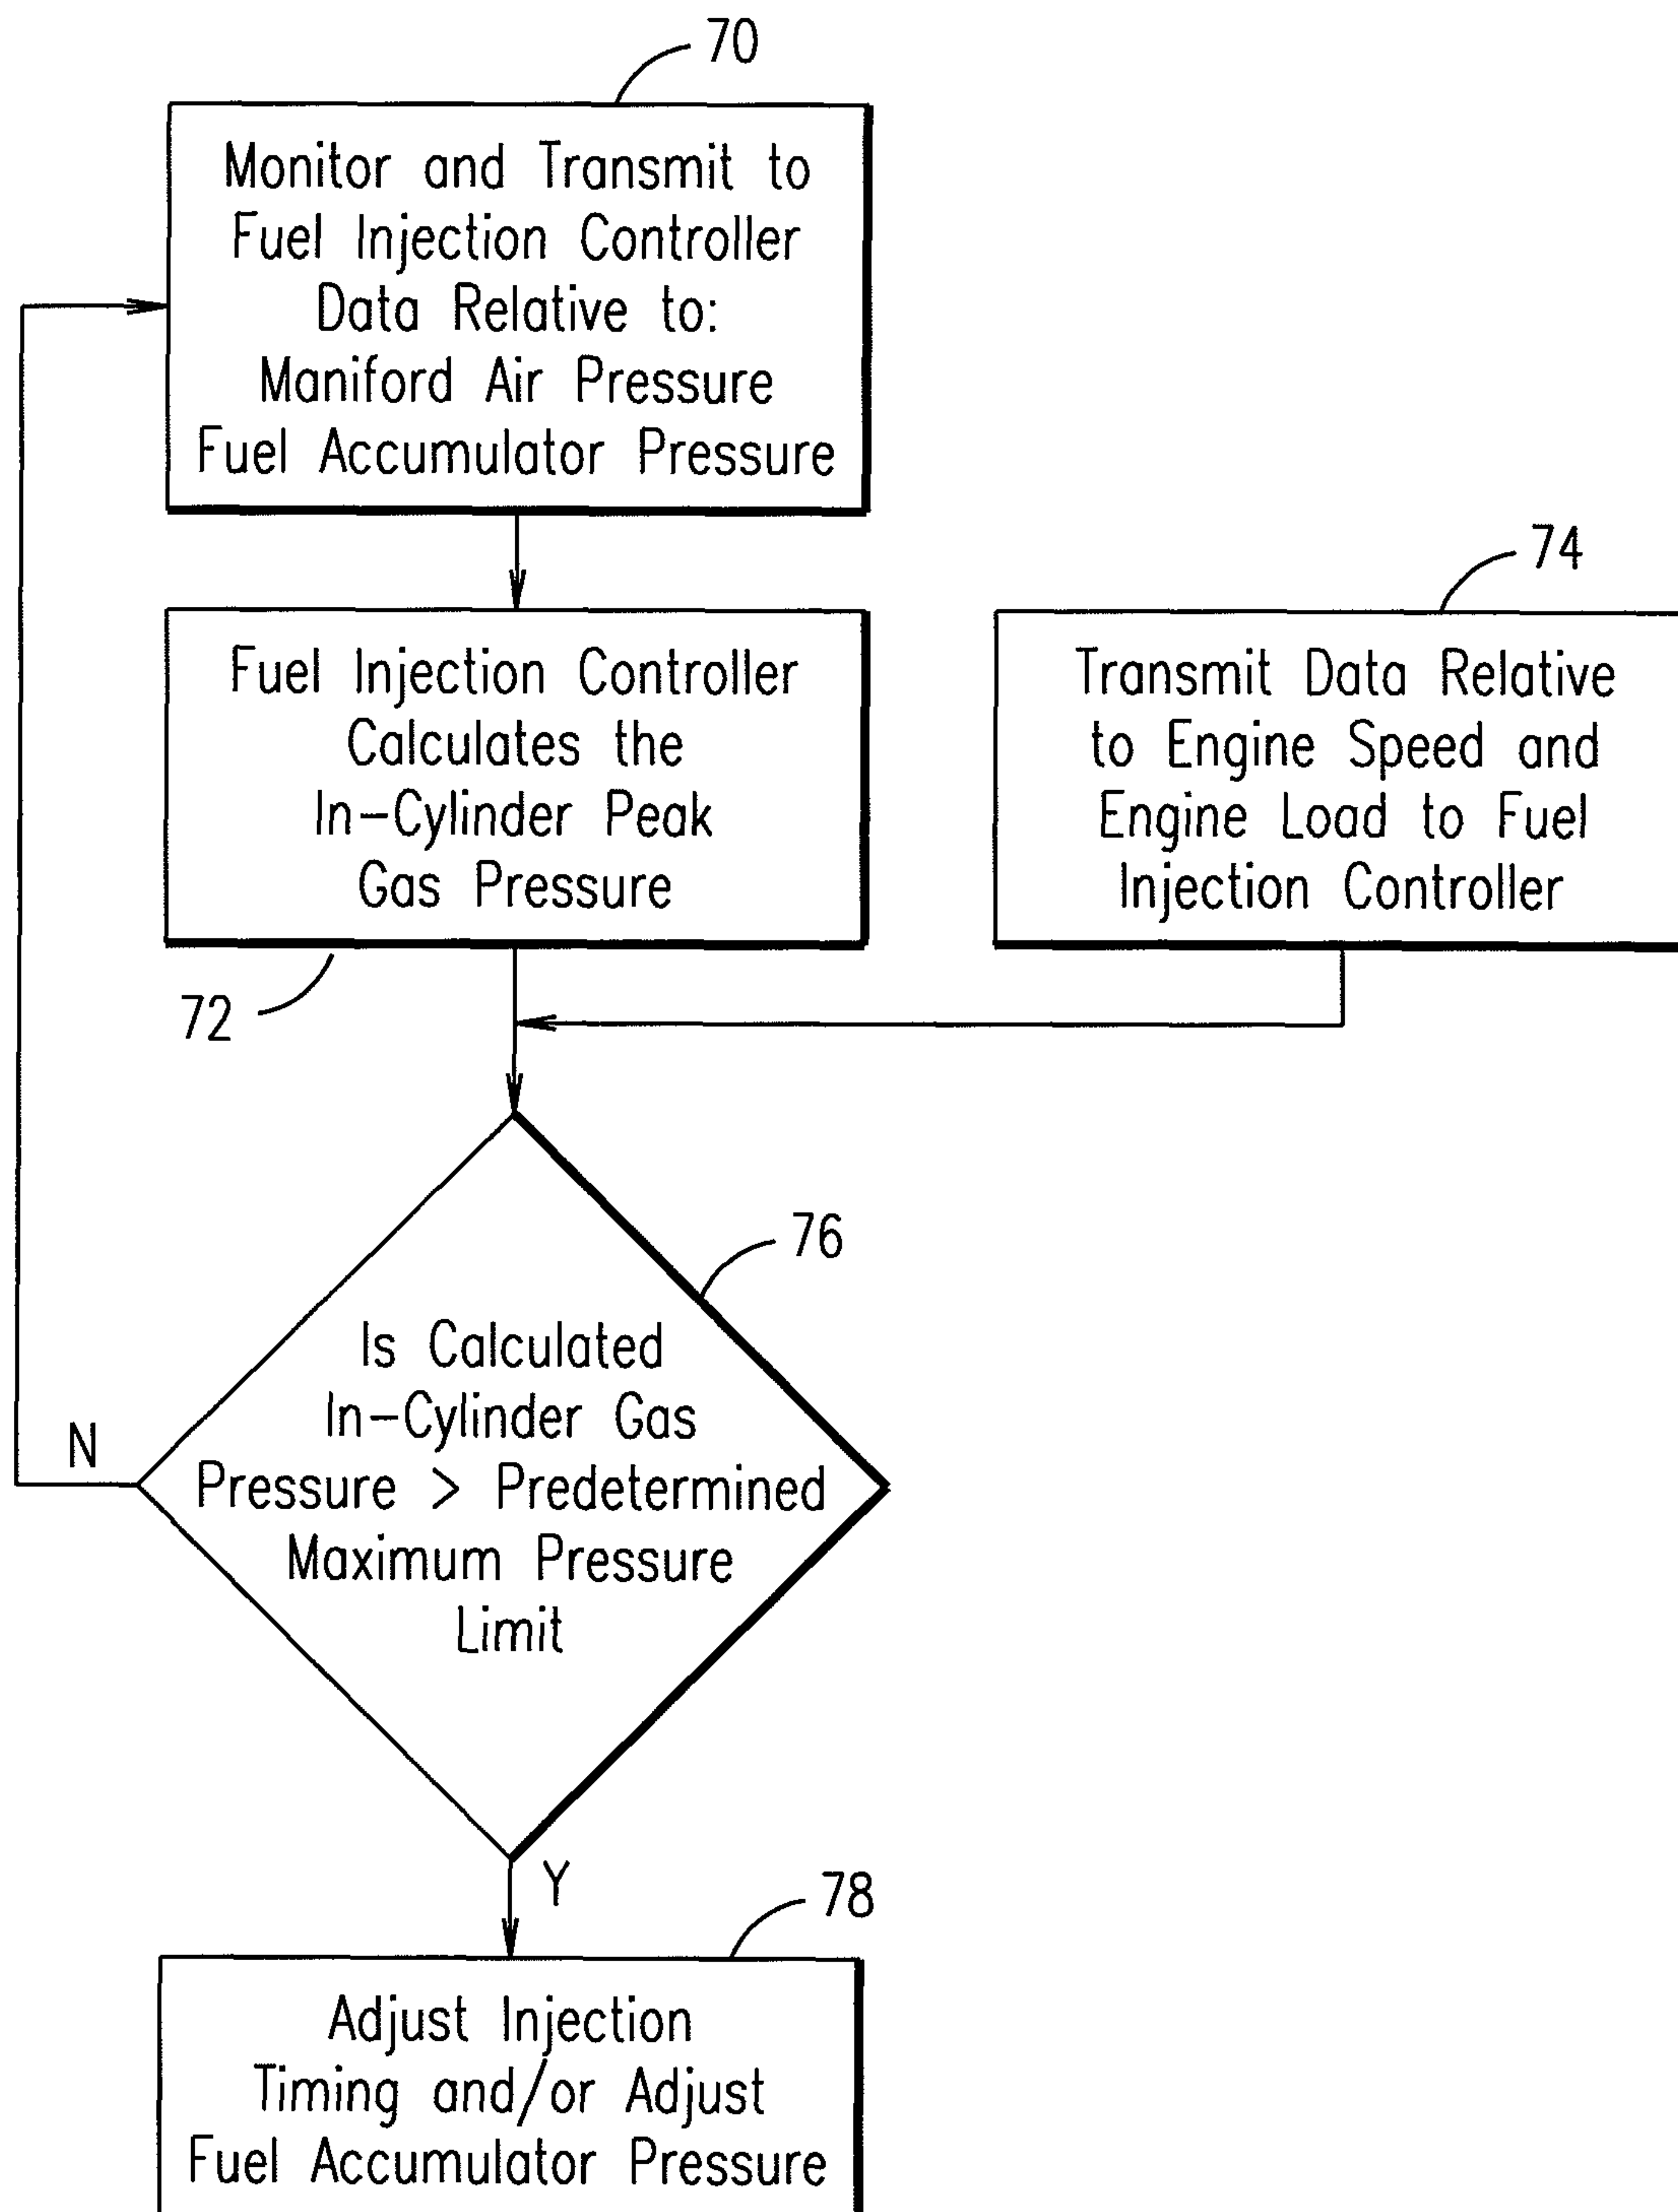 70
Monitor and Transmit to
Fuel Injection Controller
Data Relative to:
Maniford Air Pressure
Fuel Accumulator Pressure
Fuel Injection Controller
Calculates the
In-Cylinder Peak
Gas Pressure
72
74
Transmit Data Relative
to Engine Speed and
Engine Load to Fuel
Injection Controller
76
Is Calculated
In-Cylinder Gas
Pressure > Predetermined
Maximum Pressure
Limit
N
Y
78
Adjust Injection
Timing and/or Adjust
Fuel Accumulator Pressure